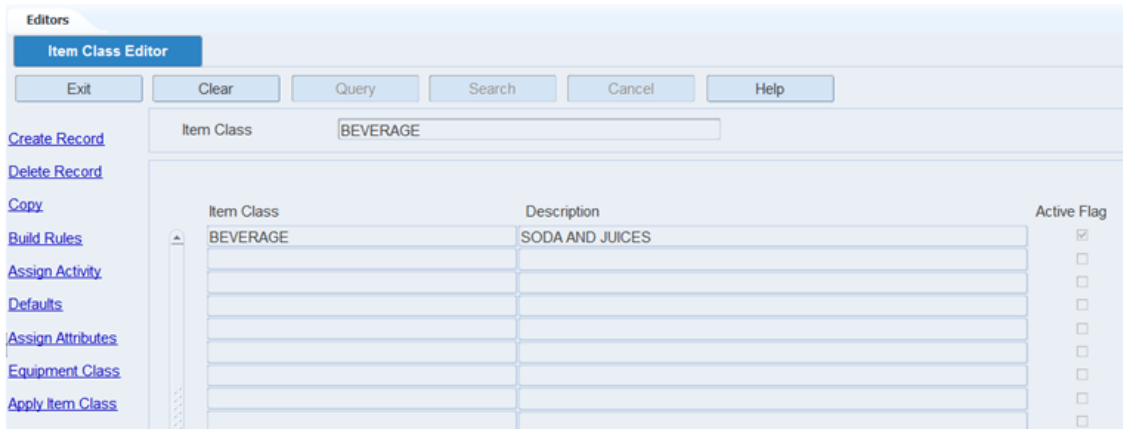 Editors
Item Class Editor
Exit Clear Query Search Cancel Help
Item Class BEVERAGE
Create Record
Delete Record
Copy
Build Rules
Assign Activity
Defaults
Assign Attributes
Equipment Class
Apply Item Class
Item Class Description Active Flag
BEVERAGE SODA AND JUICES